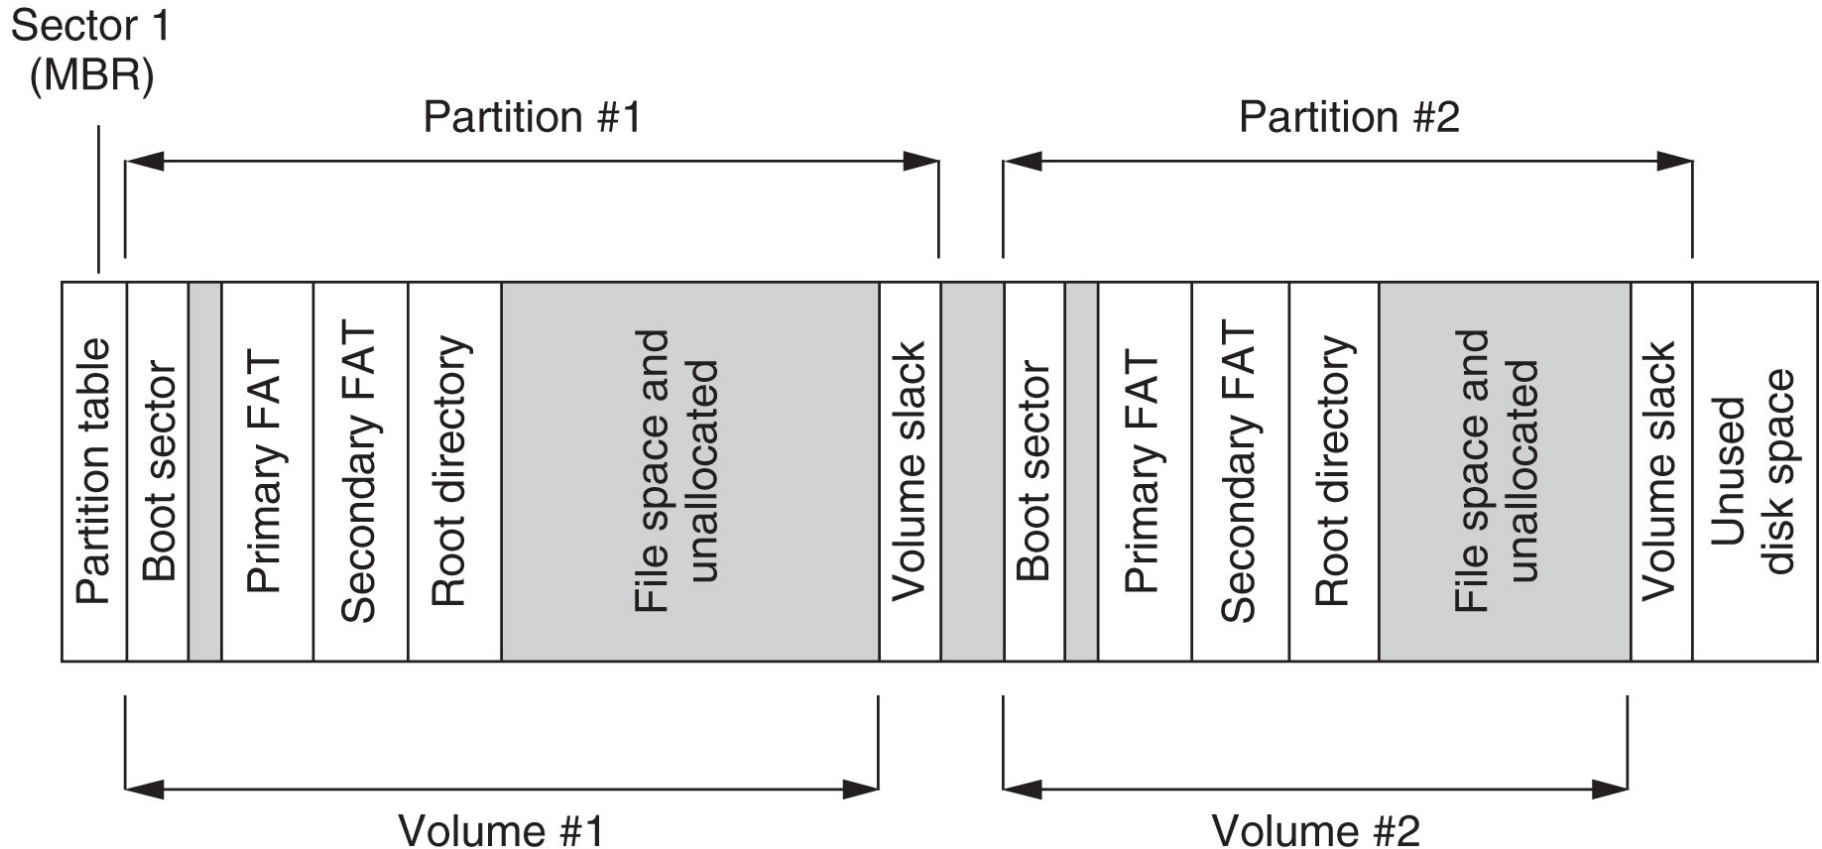 Sector 1
(MBR)
Partition #1
Partition #2
Partition table
Boot sector
Primary FAT
Secondary FAT
Root directory
File space and
unallocated
Volume slack
Boot sector
Primary FAT
Secondary FAT
Root directory
File space and
unallocated
Volume slack
Unused
disk space
Volume #1
Volume #2